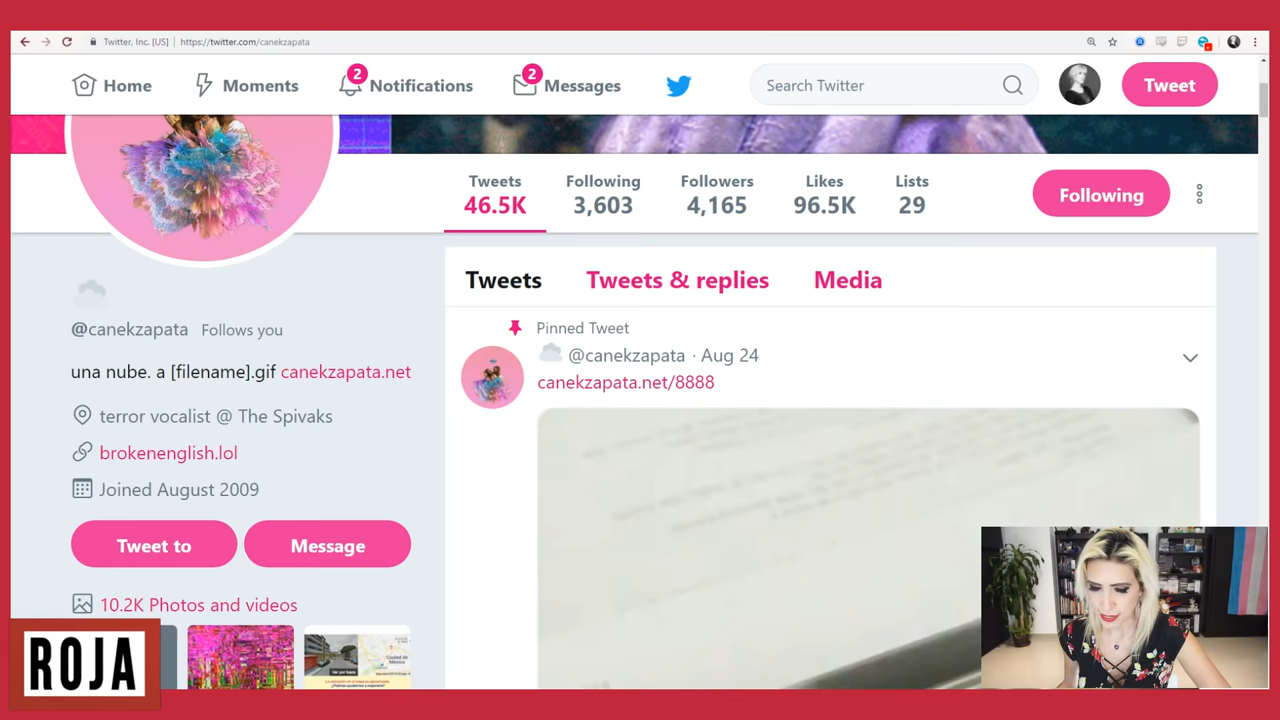 Twitter, Inc. [US] https://twitter.com/canekzapata
Home Moments 2 Notifications 2 Messages Search Twitter Tweet
Tweets Following Followers Likes Lists
46.5K 3,603 4,165 96.5K 29
Following
Tweets Tweets & replies Media
Pinned Tweet
@canekzapata · Aug 24
canekzapata.net/8888
@canekzapata Follows you
una nube. a [filename].gif canekzapata.net
terror vocalist @ The Spivaks
brokenenglish.lol
Joined August 2009
Tweet to Message
10.2K Photos and videos
Ciudad de
México
ROJA